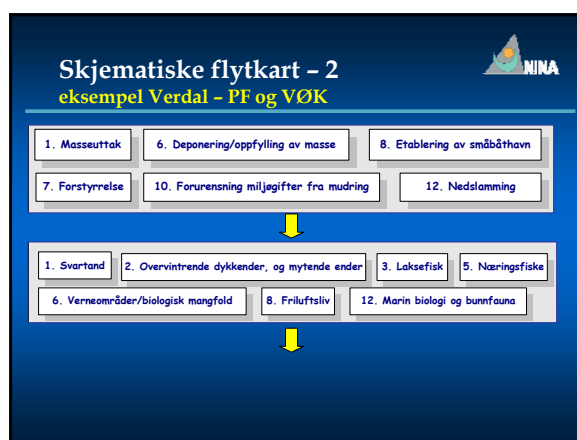 Skjematiske flytkart – 2
eksempel Verdal – PF og VØK
NINA
1. Masseuttak
6. Deponering/oppfylling av masse
8. Etablering av småbåthavn
7. Forstyrrelse
10. Forurensning miljøgifter fra mudring
12. Nedslamming
1. Svartand
2. Overvintrende dykkender, og mytende ender
3. Laksefisk
5. Næringsfiske
6. Verneområder/biologisk mangfold
8. Friluftsliv
12. Marin biologi og bunnfauna